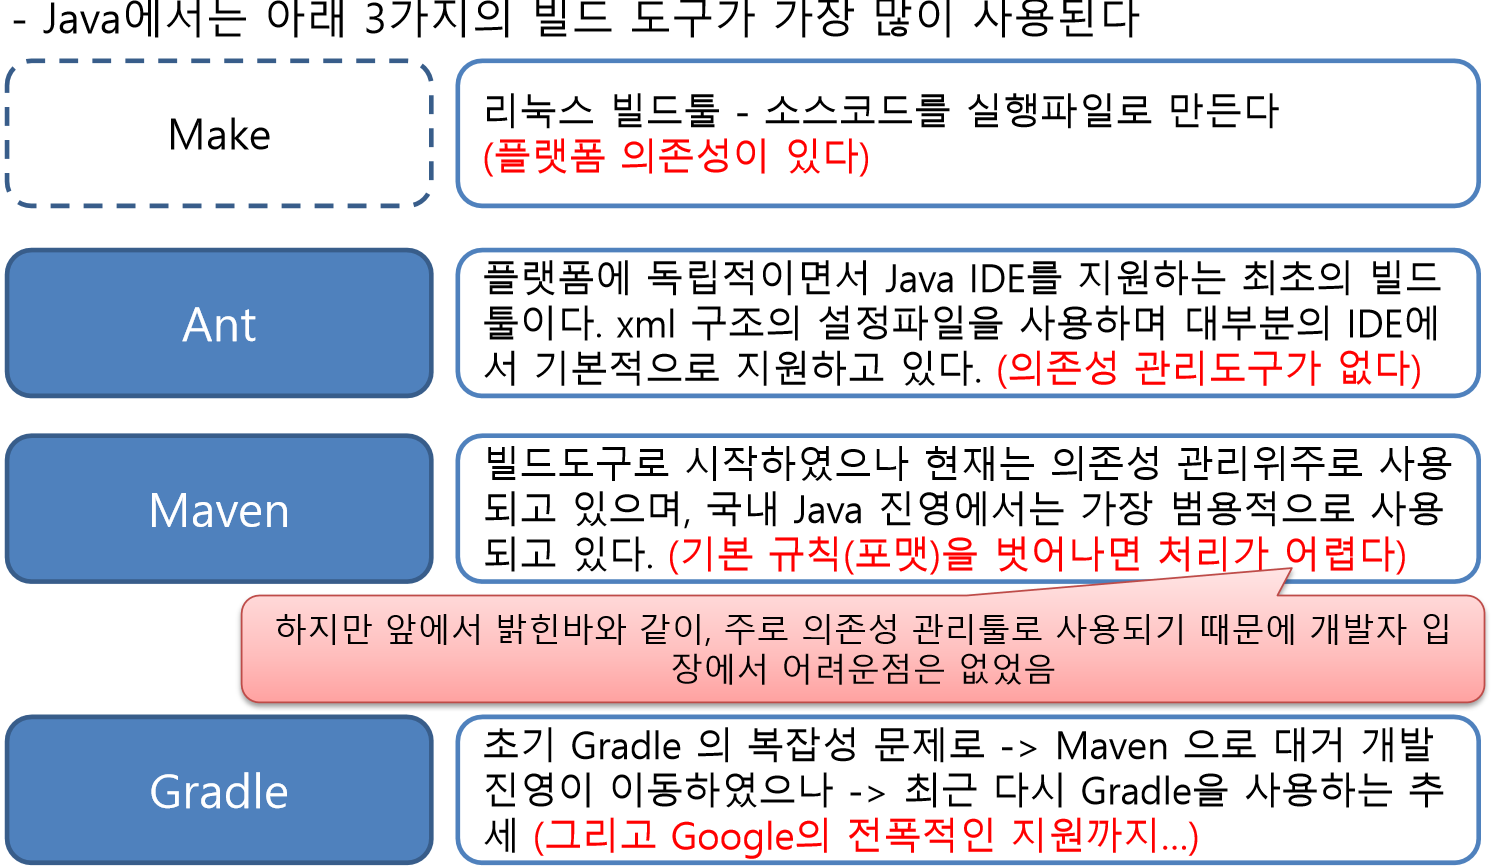 - Java에서는 아래 3가지의 빌드 도구가 가장 많이 사용된다
Make
리눅스 빌드툴 - 소스코드를 실행파일로 만든다
(플랫폼 의존성이 있다)
Ant
플랫폼에 독립적이면서 Java IDE를 지원하는 최초의 빌드
툴이다. xml 구조의 설정파일을 사용하며 대부분의 IDE에
서 기본적으로 지원하고 있다. (의존성 관리도구가 없다)
Maven
빌드도구로 시작하였으나 현재는 의존성 관리위주로 사용
되고 있으며, 국내 Java 진영에서는 가장 범용적으로 사용
되고 있다. (기본 규칙(포맷)을 벗어나면 처리가 어렵다)
하지만 앞에서 밝힌바와 같이, 주로 의존성 관리툴로 사용되기 때문에 개발자 입
장에서 어려운점은 없었음
Gradle
초기 Gradle 의 복잡성 문제로 -> Maven 으로 대거 개발
진영이 이동하였으나 -> 최근 다시 Gradle을 사용하는 추
세 (그리고 Google의 전폭적인 지원까지...)